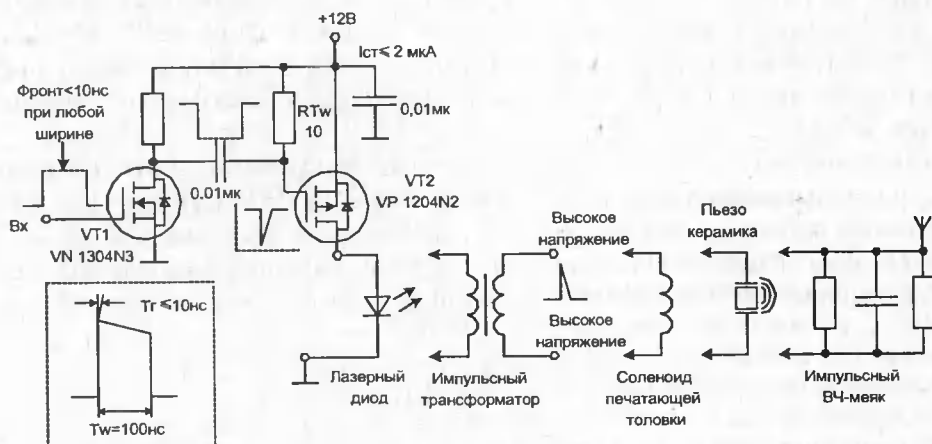 +12В
Iст⩽ 2 мкА
Фронт<10нс
при любой
ширине
RTw
10
0,01мк
0.01мк
VT2
VP 1204N2
Вх
VT1
VN 1304N3
Высокое
напряжение
Пьезо
керамика
Tr ⩽10нс
Высокое
напряжение
Лазерный
диод
Импульсный
трансформатор
Соленоид
печатающей
толовки
Импульсный
ВЧ-меяк
Tw=100нс